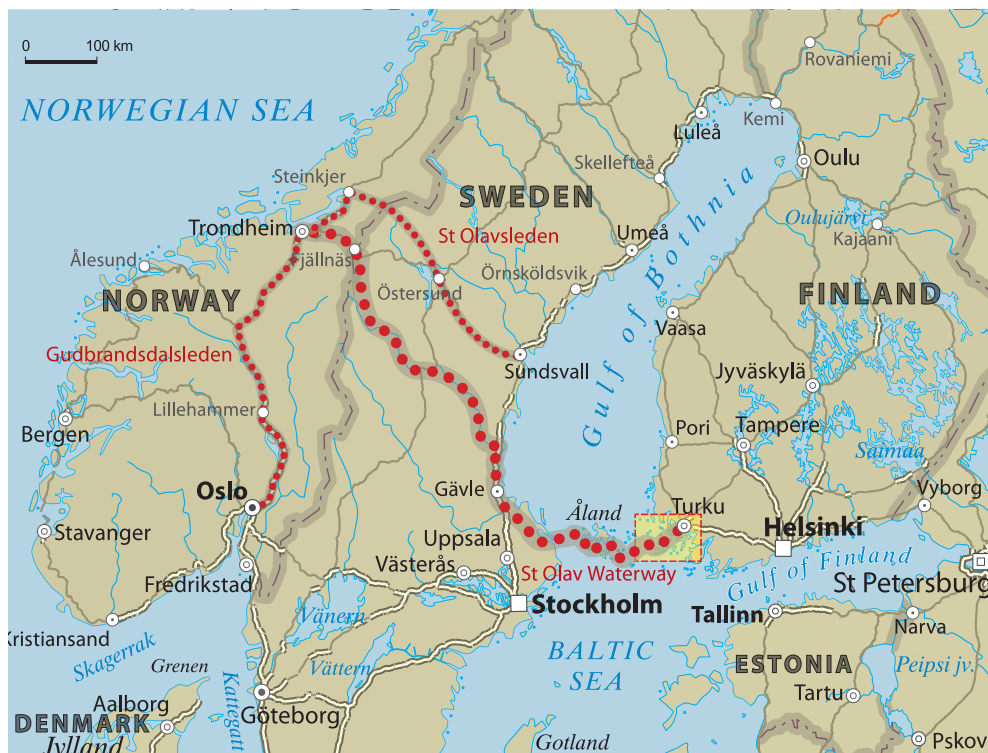 0
100 km
Rovaniemi
NORWEGIAN SEA
Kemi
Luleå
Skellefteå
Oulu
Steinkjer
SWEDEN
Trondheim
St Olavsleden
Umeå
Oulujärvi
Kajaani
Fjällnäs
Ålesund
Örnsköldsvik
Östersund
NORWAY
FINLAND
Gulf of Bothnia
Vaasa
Gudbrandsdalsleden
Sundsvall
Jyväskylä
Lillehammer
Bergen
Pori
Tampere
Saimaa
Gävle
Vyborg
Oslo
Åland
Turku
Stavanger
Uppsala
Helsinki
Västerås
St Olav Waterway
Gulf of Finland
Fredrikstad
St Petersburg
Vänern
Stockholm
Tallinn
Narva
Kristiansand
Skagerrak
BALTIC
SEA
Grenen
Vättern
ESTONIA
Peipsi jv.
Kattegatt
Aalborg
Tartu
Göteborg
DENMARK
Jylland
Gotland
Pskov